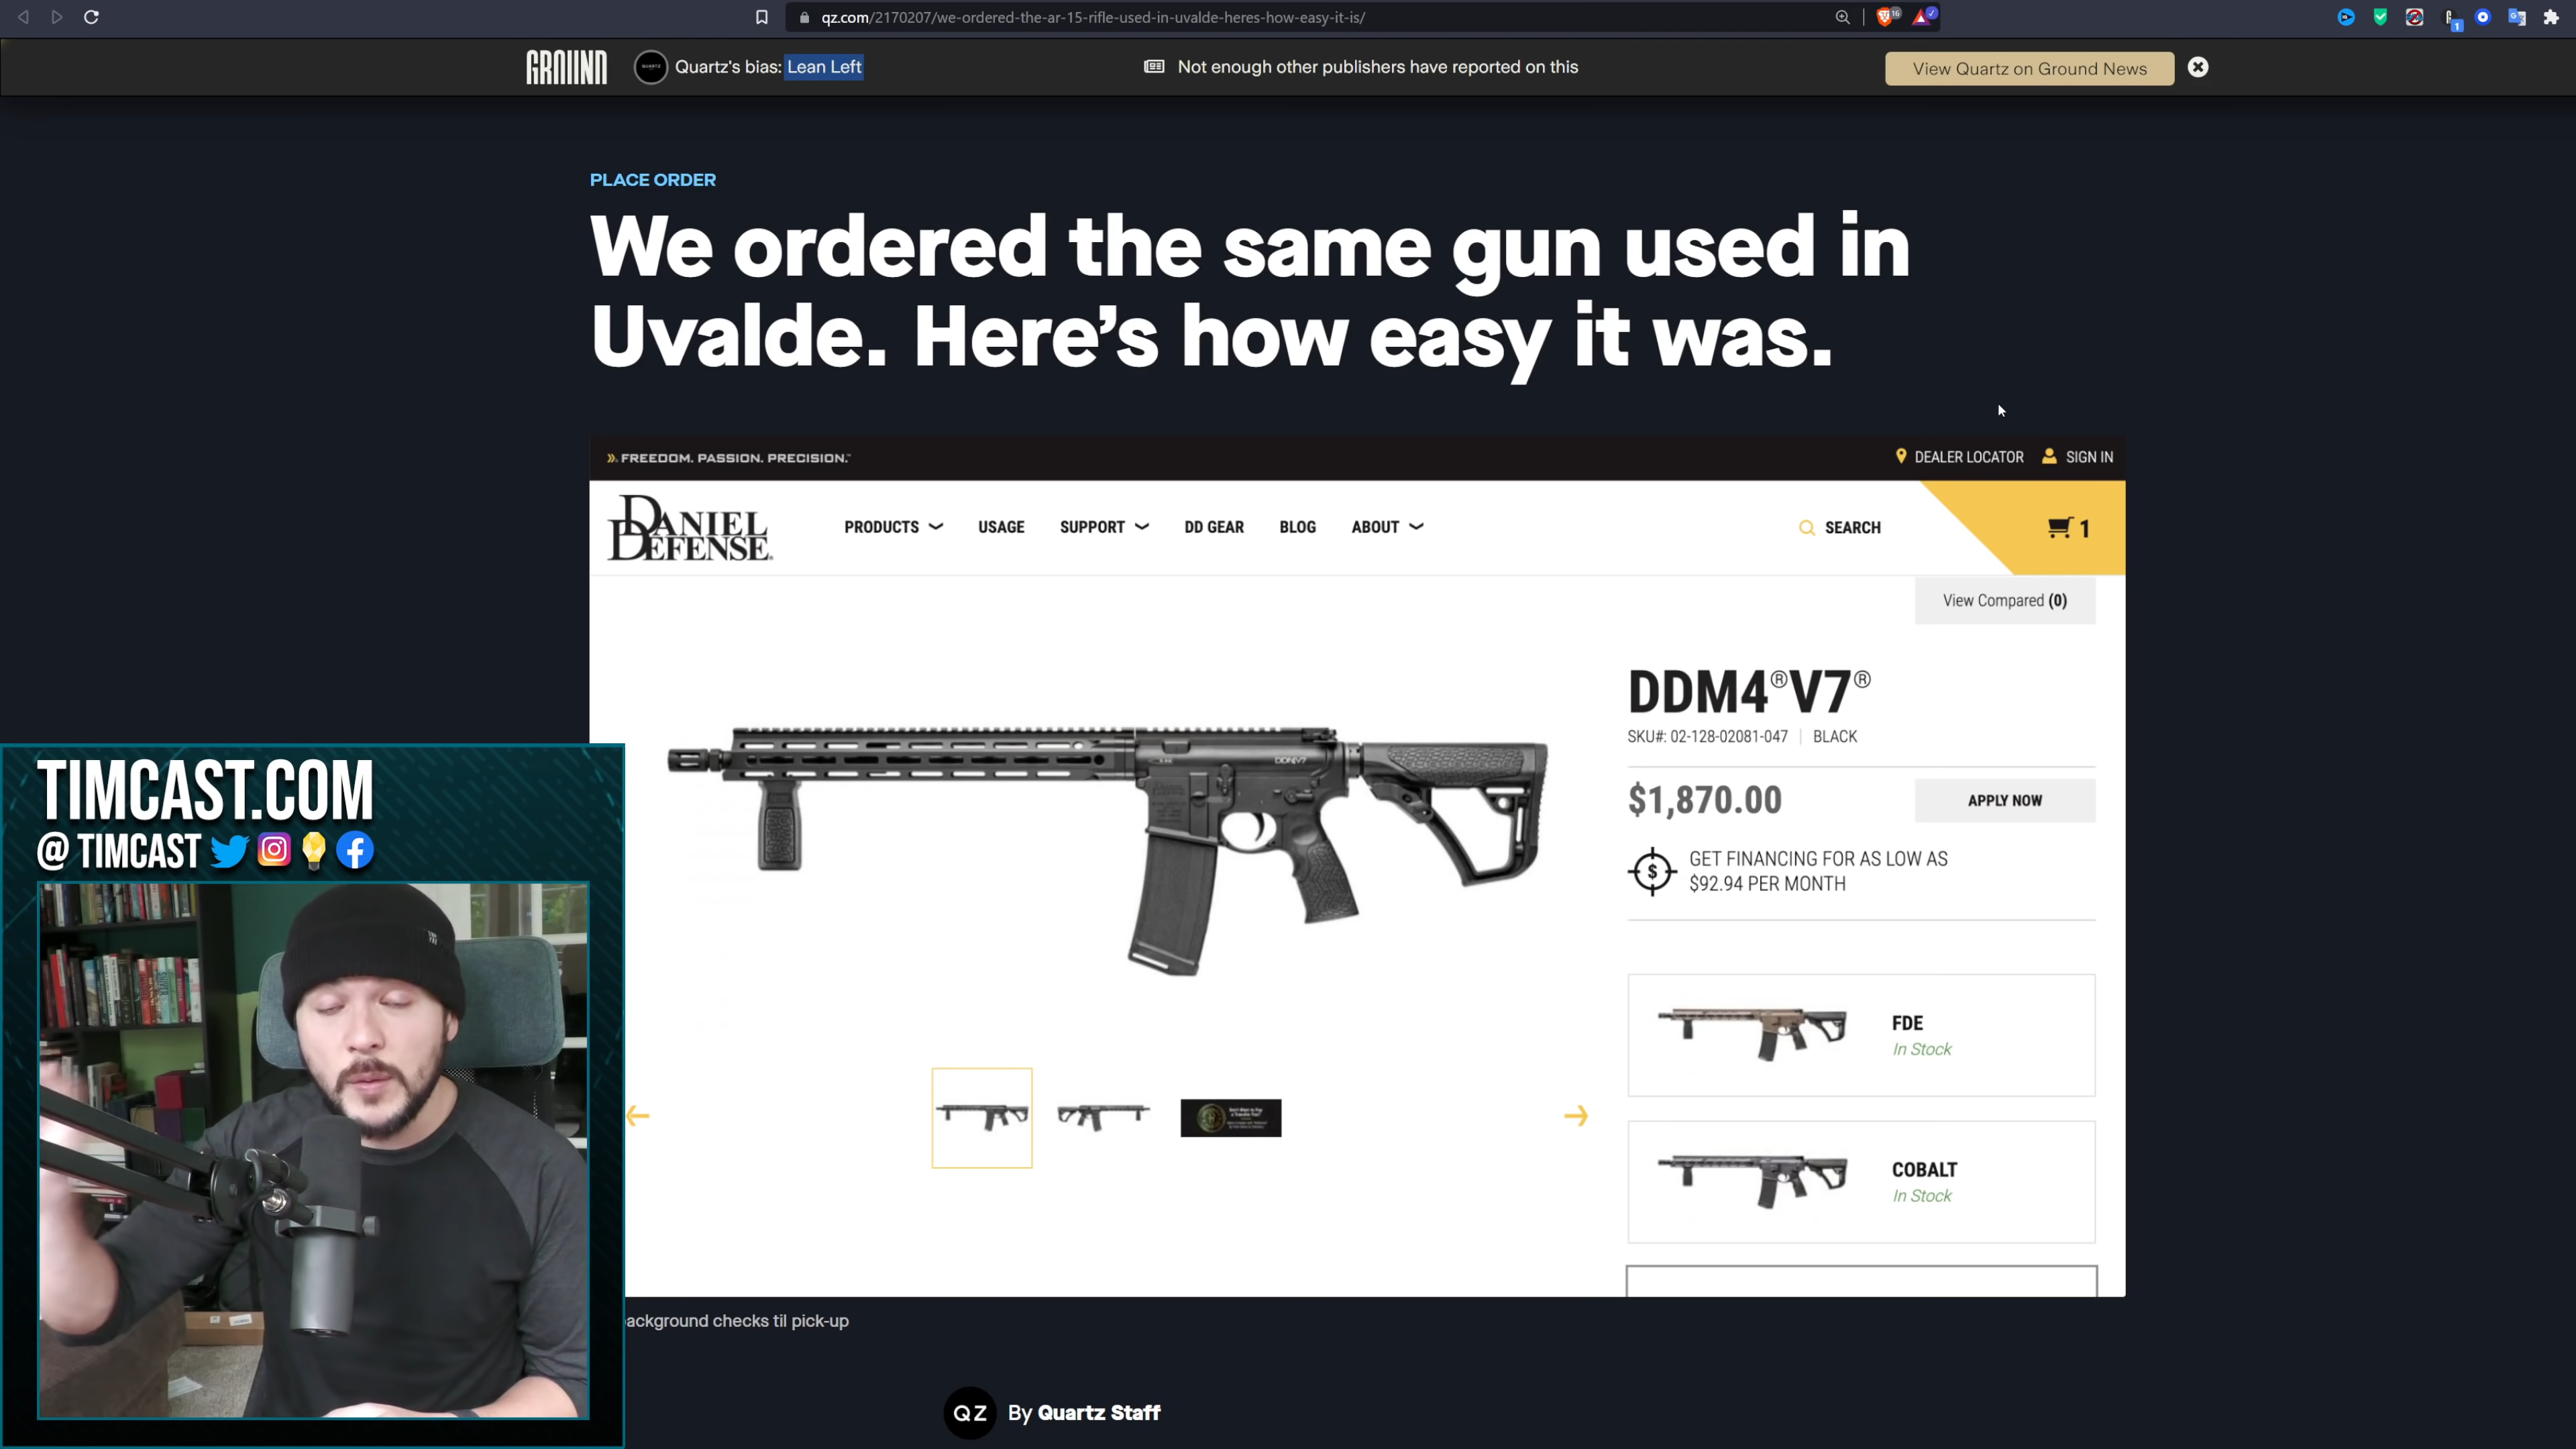 qz.com/2170207/we-ordered-the-ar-15-rifle-used-in-uvalde-heres-how-easy-it-is/
16
1
GROUND
QUARTZ
Quartz's bias: Lean Left
Not enough other publishers have reported on this
View Quartz on Ground News
PLACE ORDER
We ordered the same gun used in
Uvalde. Here's how easy it was.
FREEDOM. PASSION. PRECISION.™
DEALER LOCATOR
SIGN IN
DANIEL
DEFENSE®
PRODUCTS
USAGE
SUPPORT
DD GEAR
BLOG
ABOUT
SEARCH
1
View Compared (0)
DDM4®V7®
SKU#: 02-128-02081-047 | BLACK
$1,870.00
APPLY NOW
$
GET FINANCING FOR AS LOW AS
$92.94 PER MONTH
FDE
In Stock
COBALT
In Stock
ackground checks til pick-up
QZ
By Quartz Staff
TIMCAST.COM
@ TIMCAST